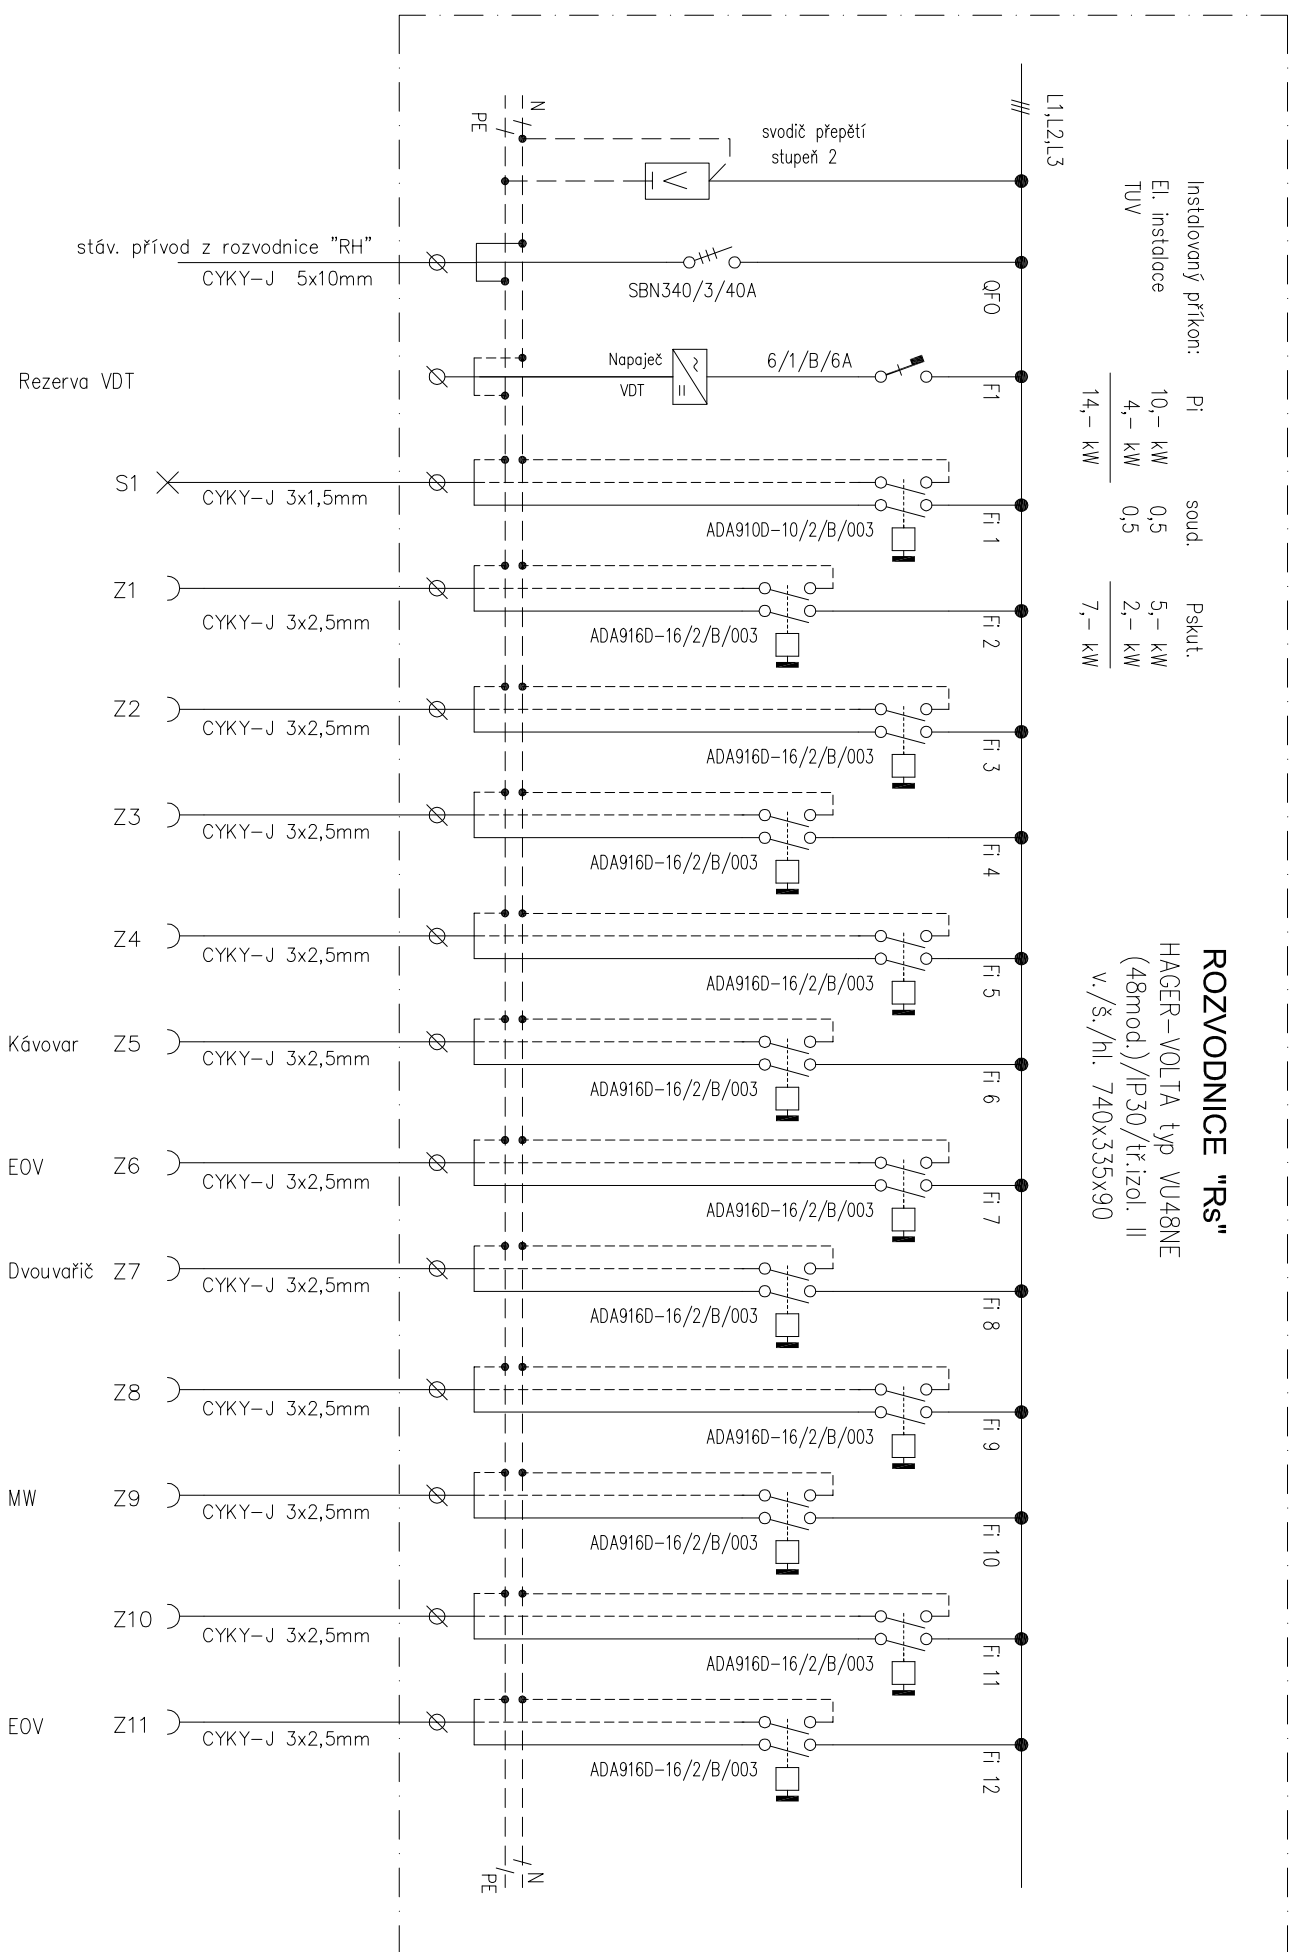 L1,L2,L3
N
PE
svodič přepětí
stupeň 2
stáv. přívod z rozvodnice "RH"
CYKY-J 5x10mm
SBN340/3/40A
QF0
Rezerva VDT
Napaječ
VDT
6/1/B/6A
F1
S1
CYKY-J 3x1,5mm
ADA910D-10/2/B/003
Fi 1
Z1
CYKY-J 3x2,5mm
ADA916D-16/2/B/003
Fi 2
Z2
CYKY-J 3x2,5mm
ADA916D-16/2/B/003
Fi 3
Z3
CYKY-J 3x2,5mm
ADA916D-16/2/B/003
Fi 4
Z4
CYKY-J 3x2,5mm
ADA916D-16/2/B/003
Fi 5
Kávovar Z5
CYKY-J 3x2,5mm
ADA916D-16/2/B/003
Fi 6
EOV Z6
CYKY-J 3x2,5mm
ADA916D-16/2/B/003
Fi 7
Dvouvařič Z7
CYKY-J 3x2,5mm
ADA916D-16/2/B/003
Fi 8
Z8
CYKY-J 3x2,5mm
ADA916D-16/2/B/003
Fi 9
MW Z9
CYKY-J 3x2,5mm
ADA916D-16/2/B/003
Fi 10
Z10
CYKY-J 3x2,5mm
ADA916D-16/2/B/003
Fi 11
EOV Z11
CYKY-J 3x2,5mm
ADA916D-16/2/B/003
Fi 12
N
PE
Instalovaný příkon: Pi soud. Pskut.
El. instalace 10,- kW 0,5 5,- kW
TUV 4,- kW 0,5 2,- kW
14,- kW 7,- kW
ROZVODNICE "Rs"
HAGER-VOLTA typ VU48NE
(48mod.)/IP30/tř.izol. II
v./š./hl. 740x335x90